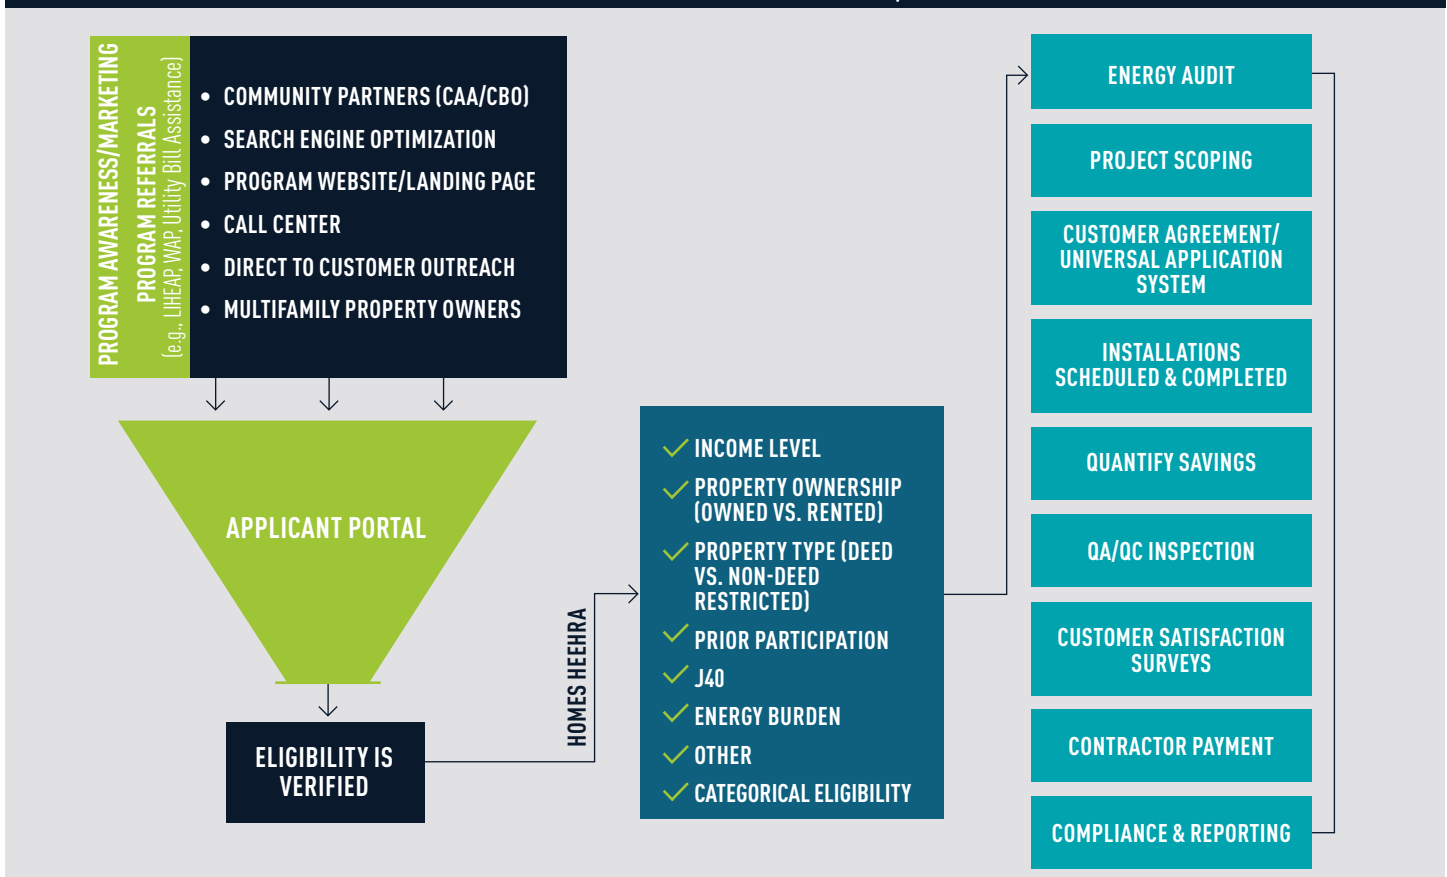 PROGRAM AWARENESS/MARKETING
PROGRAM REFERRALS
(e.g., LIHEAP, WAP, Utility Bill Assistance)
• COMMUNITY PARTNERS (CAA/CBO)
• SEARCH ENGINE OPTIMIZATION
• PROGRAM WEBSITE/LANDING PAGE
• CALL CENTER
• DIRECT TO CUSTOMER OUTREACH
• MULTIFAMILY PROPERTY OWNERS
APPLICANT PORTAL
ELIGIBILITY IS
VERIFIED
HOMES HEEHRA
INCOME LEVEL
PROPERTY OWNERSHIP
(OWNED VS. RENTED)
PROPERTY TYPE (DEED
VS. NON-DEED
RESTRICTED)
PRIOR PARTICIPATION
J40
ENERGY BURDEN
OTHER
CATEGORICAL ELIGIBILITY
ENERGY AUDIT
PROJECT SCOPING
CUSTOMER AGREEMENT/
UNIVERSAL APPLICATION
SYSTEM
INSTALLATIONS
SCHEDULED & COMPLETED
QUANTIFY SAVINGS
QA/QC INSPECTION
CUSTOMER SATISFACTION
SURVEYS
CONTRACTOR PAYMENT
COMPLIANCE & REPORTING